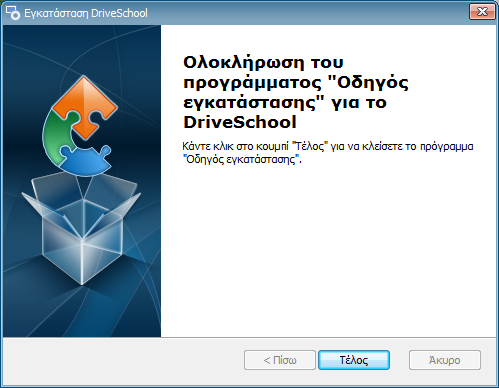 Εγκατάσταση DriveSchool
Ολοκλήρωση του
προγράμματος "Οδηγός
εγκατάστασης" για το
DriveSchool
Κάντε κλικ στο κουμπί "Τέλος" για να κλείσετε το πρόγραμμα
"Οδηγός εγκατάστασης".
< Πίσω
Τέλος
Άκυρο